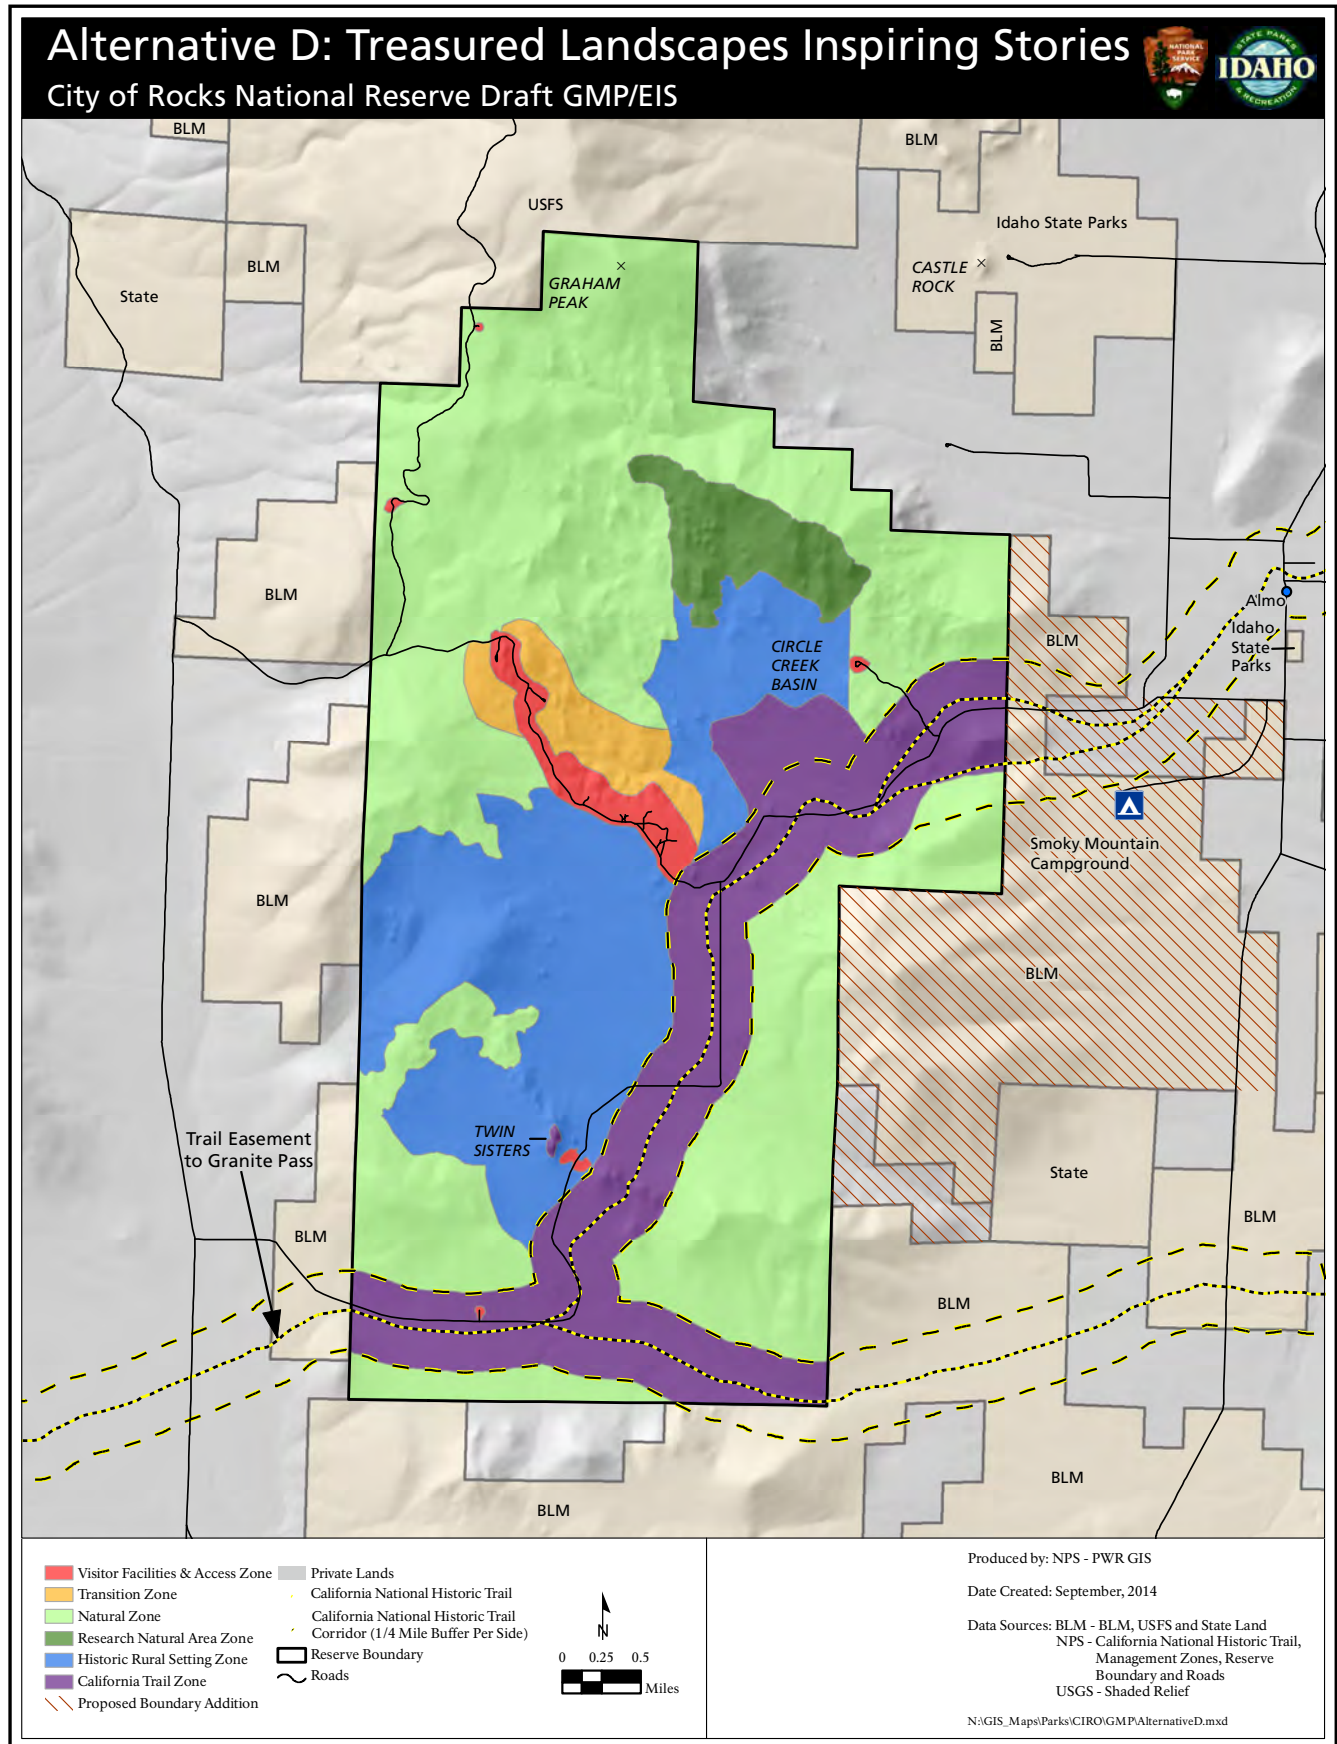 Alternative D: Treasured Landscapes Inspiring Stories
City of Rocks National Reserve Draft GMP/EIS
NATIONAL
PARK
SERVICE
STATE PARKS
IDAHO
& RECREATION
BLM
BLM
USFS
Idaho State Parks
BLM
State
CASTLE
ROCK
GRAHAM
PEAK
BLM
BLM
Almo
Idaho
State
Parks
BLM
CIRCLE
CREEK
BASIN
Smoky Mountain
Campground
BLM
BLM
TWIN
SISTERS
Trail Easement
to Granite Pass
State
BLM
BLM
BLM
BLM
BLM
Visitor Facilities & Access Zone
Transition Zone
Natural Zone
Research Natural Area Zone
Historic Rural Setting Zone
California Trail Zone
Proposed Boundary Addition
Private Lands
California National Historic Trail
California National Historic Trail
Corridor (1/4 Mile Buffer Per Side)
Reserve Boundary
Roads
N
0 0.25 0.5
Miles
Produced by: NPS - PWR GIS
Date Created: September, 2014
Data Sources: BLM - BLM, USFS and State Land
NPS - California National Historic Trail,
Management Zones, Reserve
Boundary and Roads
USGS - Shaded Relief
N:\GIS_Maps\Parks\CIRO\GMP\AlternativeD.mxd